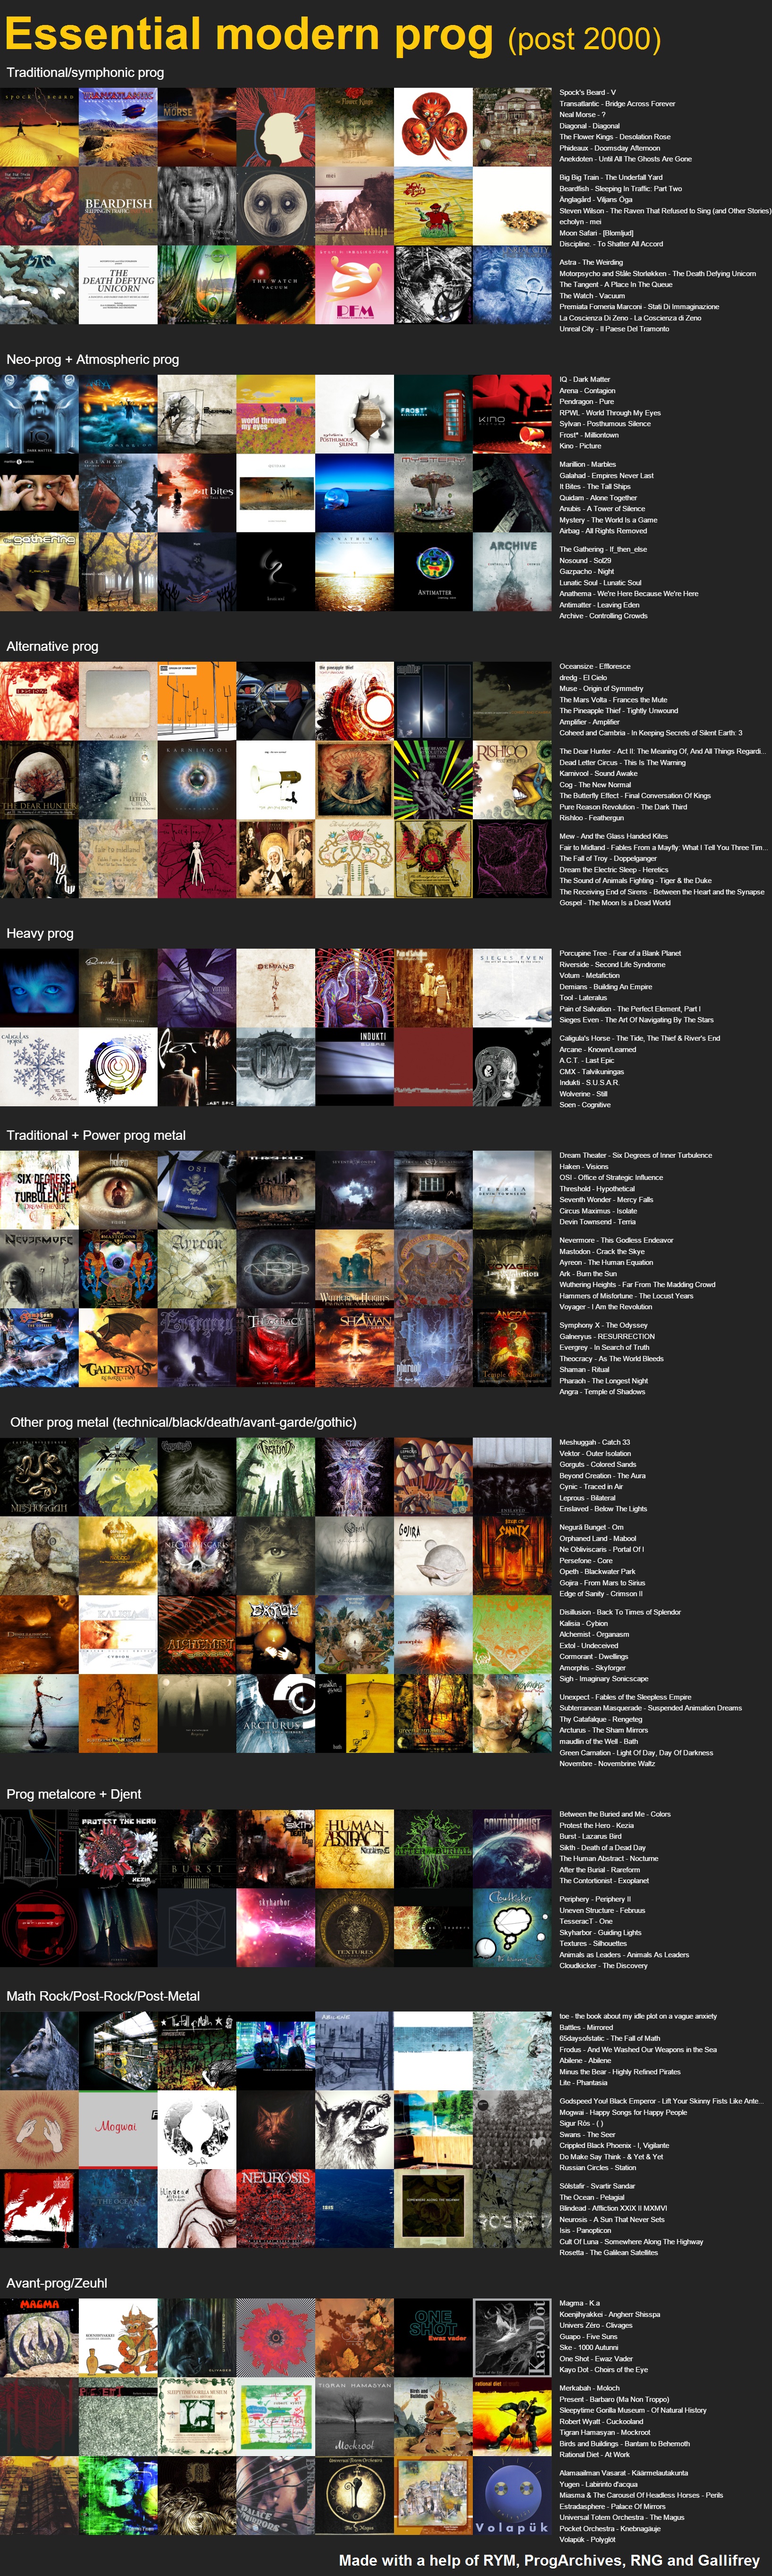 Essential modern prog (post 2000)
Traditional/symphonic prog
Spock's Beard - V
Transatlantic - Bridge Across Forever
Neal Morse - ?
Diagonal - Diagonal
The Flower Kings - Desolation Rose
Phideaux - Doomsday Afternoon
Anekdoten - Until All The Ghosts Are Gone
Big Big Train - The Underfall Yard
Beardfish - Sleeping In Traffic: Part Two
Änglagård - Viljans Öga
Steven Wilson - The Raven That Refused to Sing (and Other Stories)
echolyn - mei
Moon Safari - [Blomljud]
Discipline. - To Shatter All Accord
Astra - The Weirding
Motorpsycho and Ståle Storløkken - The Death Defying Unicorn
The Tangent - A Place In The Queue
The Watch - Vacuum
Premiata Forneria Marconi - Stati Di Immaginazione
La Coscienza Di Zeno - La Coscienza di Zeno
Unreal City - Il Paese Del Tramonto
Neo-prog + Atmospheric prog
IQ - Dark Matter
Arena - Contagion
Pendragon - Pure
RPWL - World Through My Eyes
Sylvan - Posthumous Silence
Frost* - Milliontown
Kino - Picture
Marillion - Marbles
Galahad - Empires Never Last
It Bites - The Tall Ships
Quidam - Alone Together
Anubis - A Tower of Silence
Mystery - The World Is a Game
Airbag - All Rights Removed
The Gathering - If_then_else
Nosound - Sol29
Gazpacho - Night
Lunatic Soul - Lunatic Soul
Anathema - We're Here Because We're Here
Antimatter - Leaving Eden
Archive - Controlling Crowds
Alternative prog
Oceansize - Effloresce
dredg - El Cielo
Muse - Origin of Symmetry
The Mars Volta - Frances the Mute
The Pineapple Thief - Tightly Unwound
Amplifier - Amplifier
Coheed and Cambria - In Keeping Secrets of Silent Earth: 3
The Dear Hunter - Act II: The Meaning Of, And All Things Regardi...
Dead Letter Circus - This Is The Warning
Karnivool - Sound Awake
Cog - The New Normal
The Butterfly Effect - Final Conversation Of Kings
Pure Reason Revolution - The Dark Third
Rishloo - Feathergun
Mew - And the Glass Handed Kites
Fair to Midland - Fables From a Mayfly: What I Tell You Three Tim...
The Fall of Troy - Doppelganger
Dream the Electric Sleep - Heretics
The Sound of Animals Fighting - Tiger & the Duke
The Receiving End of Sirens - Between the Heart and the Synapse
Gospel - The Moon Is a Dead World
Heavy prog
Porcupine Tree - Fear of a Blank Planet
Riverside - Second Life Syndrome
Votum - Metafiction
Demians - Building An Empire
Tool - Lateralus
Pain of Salvation - The Perfect Element, Part I
Sieges Even - The Art Of Navigating By The Stars
Caligula's Horse - The Tide, The Thief & River's End
Arcane - Known/Learned
A.C.T. - Last Epic
CMX - Talvikuningas
Indukti - S.U.S.A.R.
Wolverine - Still
Soen - Cognitive
Traditional + Power prog metal
Dream Theater - Six Degrees of Inner Turbulence
Haken - Visions
OSI - Office of Strategic Influence
Threshold - Hypothetical
Seventh Wonder - Mercy Falls
Circus Maximus - Isolate
Devin Townsend - Terria
Nevermore - This Godless Endeavor
Mastodon - Crack the Skye
Ayreon - The Human Equation
Ark - Burn the Sun
Wuthering Heights - Far From The Madding Crowd
Hammers of Misfortune - The Locust Years
Voyager - I Am the Revolution
Symphony X - The Odyssey
Galneryus - RESURRECTION
Evergrey - In Search of Truth
Theocracy - As The World Bleeds
Shaman - Ritual
Pharaoh - The Longest Night
Angra - Temple of Shadows
Other prog metal (technical/black/death/avant-garde/gothic)
Meshuggah - Catch 33
Vektor - Outer Isolation
Gorguts - Colored Sands
Beyond Creation - The Aura
Cynic - Traced in Air
Leprous - Bilateral
Enslaved - Below The Lights
Negură Bunget - Om
Orphaned Land - Mabool
Ne Obliviscaris - Portal Of I
Persefone - Core
Opeth - Blackwater Park
Gojira - From Mars to Sirius
Edge of Sanity - Crimson II
Disillusion - Back To Times of Splendor
Kalisia - Cybion
Alchemist - Organasm
Extol - Undeceived
Cormorant - Dwellings
Amorphis - Skyforger
Sigh - Imaginary Sonicscape
Unexpect - Fables of the Sleepless Empire
Subterranean Masquerade - Suspended Animation Dreams
Thy Catafalque - Rengeteg
Arcturus - The Sham Mirrors
maudlin of the Well - Bath
Green Carnation - Light Of Day, Day Of Darkness
Novembre - Novembrine Waltz
Prog metalcore + Djent
Between the Buried and Me - Colors
Protest the Hero - Kezia
Burst - Lazarus Bird
Sikth - Death of a Dead Day
The Human Abstract - Nocturne
After the Burial - Rareform
The Contortionist - Exoplanet
Periphery - Periphery II
Uneven Structure - Februus
TesseracT - One
Skyharbor - Guiding Lights
Textures - Silhouettes
Animals as Leaders - Animals As Leaders
Cloudkicker - The Discovery
Math Rock/Post-Rock/Post-Metal
toe - the book about my idle plot on a vague anxiety
Battles - Mirrored
65daysofstatic - The Fall of Math
Frodus - And We Washed Our Weapons in the Sea
Abilene - Abilene
Minus the Bear - Highly Refined Pirates
Lite - Phantasia
Godspeed You! Black Emperor - Lift Your Skinny Fists Like Ante...
Mogwai - Happy Songs for Happy People
Sigur Rós - ( )
Swans - The Seer
Crippled Black Phoenix - I, Vigilante
Do Make Say Think - & Yet & Yet
Russian Circles - Station
Sólstafir - Svartir Sandar
The Ocean - Pelagial
Blindead - Affliction XXIX II MXMVI
Neurosis - A Sun That Never Sets
Isis - Panopticon
Cult Of Luna - Somewhere Along The Highway
Rosetta - The Galilean Satellites
Avant-prog/Zeuhl
Magma - K.a
Koenjihyakkei - Angherr Shisspa
Univers Zéro - Clivages
Guapo - Five Suns
Ske - 1000 Autunni
One Shot - Ewaz Vader
Kayo Dot - Choirs of the Eye
Merkabah - Moloch
Present - Barbaro (Ma Non Troppo)
Sleepytime Gorilla Museum - Of Natural History
Robert Wyatt - Cuckooland
Tigran Hamasyan - Mockroot
Birds and Buildings - Bantam to Behemoth
Rational Diet - At Work
Alamaailman Vasarat - Käärmelautakunta
Yugen - Labirinto d'acqua
Miasma & The Carousel Of Headless Horses - Perils
Estradasphere - Palace Of Mirrors
Universal Totem Orchestra - The Magus
Pocket Orchestra - Knebnagäuje
Volapük - Polyglöt
Made with a help of RYM, ProgArchives, RNG and Gallifrey